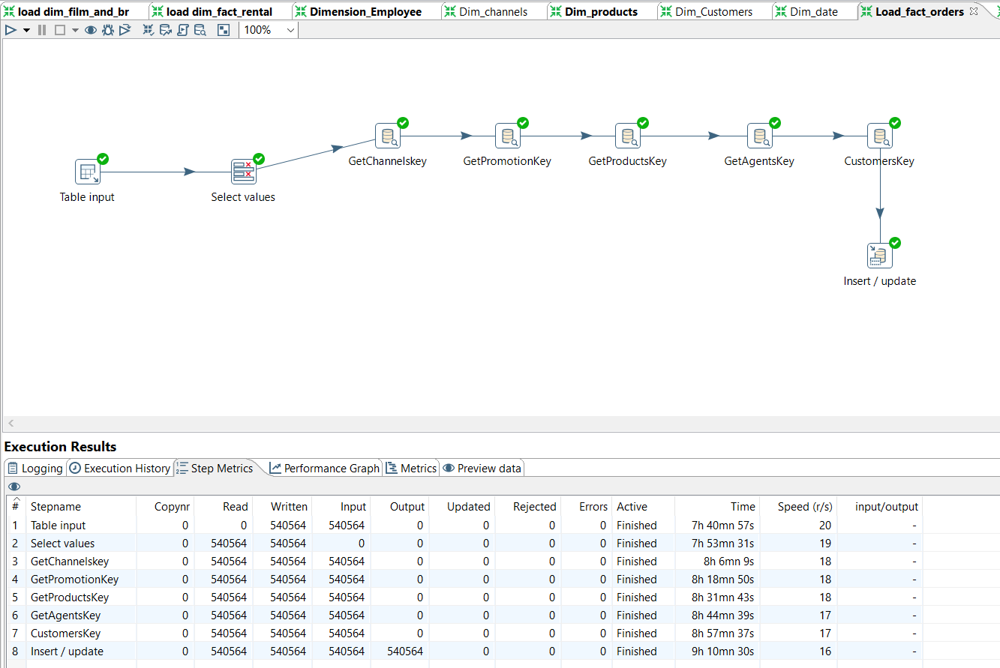 load dim_film_and_br load dim_fact_rental Dimension_Employee Dim_channels Dim_products Dim_Customers Dim_date Load_fact_orders
100%
GetChannelskey GetPromotionKey GetProductsKey GetAgentsKey CustomersKey
Table input Select values
Insert / update
Execution Results
Logging Execution History Step Metrics Performance Graph Metrics Preview data
# Stepname Copynr Read Written Input Output Updated Rejected Errors Active Time Speed (r/s) input/output
1 Table input 0 0 540564 540564 0 0 0 0 Finished 7h 40mn 57s 20 -
2 Select values 0 540564 540564 0 0 0 0 0 Finished 7h 53mn 31s 19 -
3 GetChannelskey 0 540564 540564 540564 0 0 0 0 Finished 8h 6mn 9s 18 -
4 GetPromotionKey 0 540564 540564 540564 0 0 0 0 Finished 8h 18mn 50s 18 -
5 GetProductsKey 0 540564 540564 540564 0 0 0 0 Finished 8h 31mn 43s 18 -
6 GetAgentsKey 0 540564 540564 540564 0 0 0 0 Finished 8h 44mn 39s 17 -
7 CustomersKey 0 540564 540564 540564 0 0 0 0 Finished 8h 57mn 37s 17 -
8 Insert / update 0 540564 540564 540564 540564 0 0 0 Finished 9h 10mn 30s 16 -